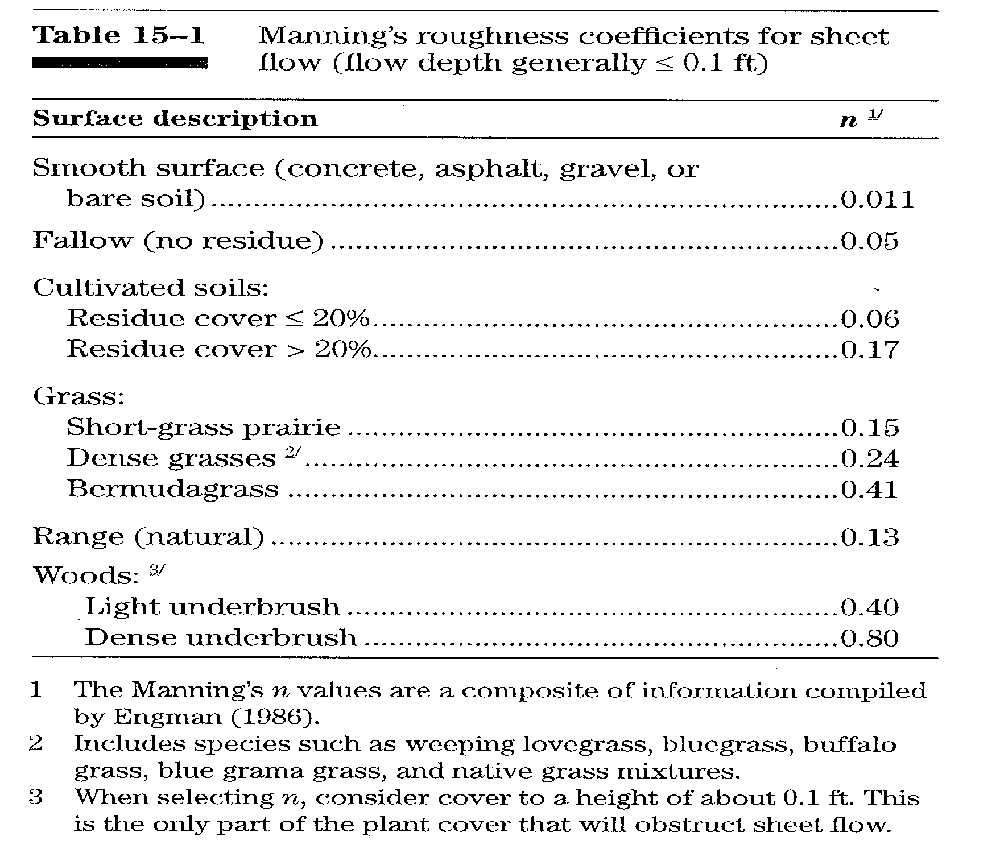 Table 15–1 Manning's roughness coefficients for sheet
flow (flow depth generally ≤ 0.1 ft)
Surface description n 1/
Smooth surface (concrete, asphalt, gravel, or
bare soil)..........................................................................0.011
Fallow (no residue)............................................................0.05
Cultivated soils:
Residue cover ≤ 20%.......................................................0.06
Residue cover > 20%.......................................................0.17
Grass:
Short-grass prairie..........................................................0.15
Dense grasses 2/...............................................................0.24
Bermudagrass.................................................................0.41
Range (natural)...................................................................0.13
Woods: 3/
Light underbrush..........................................................0.40
Dense underbrush........................................................0.80
1 The Manning's n values are a composite of information compiled
by Engman (1986).
2 Includes species such as weeping lovegrass, bluegrass, buffalo
grass, blue grama grass, and native grass mixtures.
3 When selecting n, consider cover to a height of about 0.1 ft. This
is the only part of the plant cover that will obstruct sheet flow.